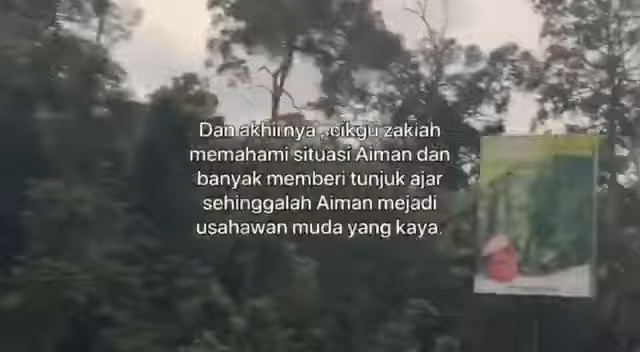 Dan akhirnya , cikgu zakiah
memahami situasi Aiman dan
banyak memberi tunjuk ajar
sehinggalah Aiman mejadi
usahawan muda yang kaya.